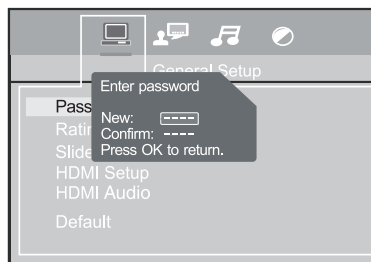 General Setup
Enter password
New: ----
Confirm: ----
Press OK to return.
Pass
Ratin
Slide
HDMI Setup
HDMI Audio
Default